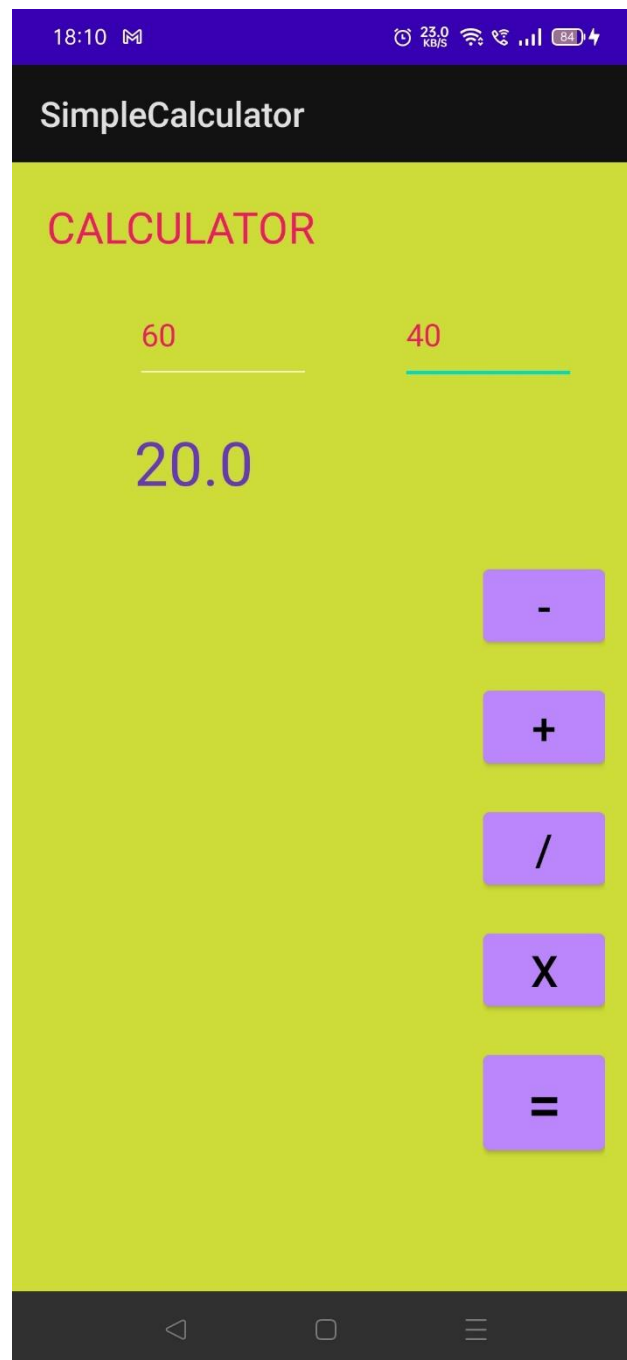 18:10 23.0 KB/S 84
SimpleCalculator
CALCULATOR
60 40
20.0
-
+
/
X
=